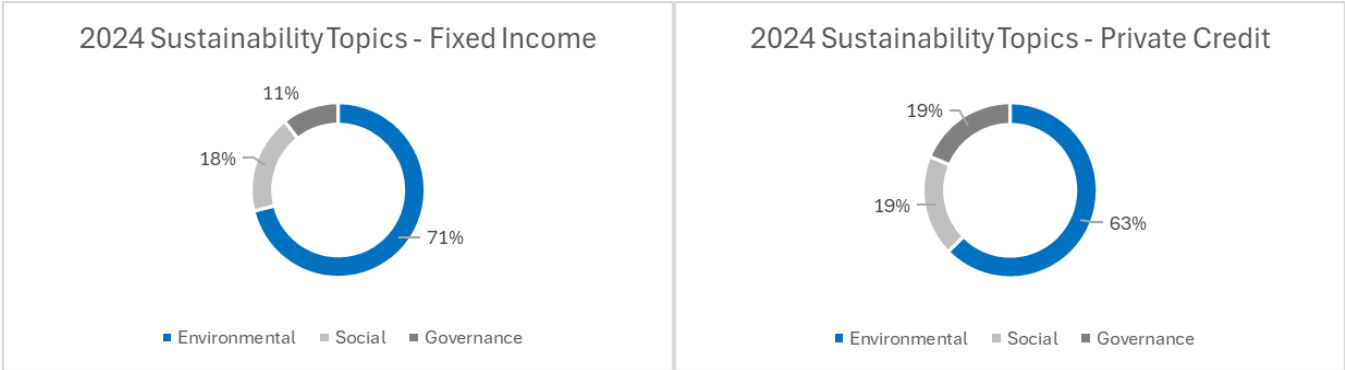 2024 Sustainability Topics - Fixed Income
11%
18%
71%
Environmental Social Governance
2024 Sustainability Topics - Private Credit
19%
19%
63%
Environmental Social Governance